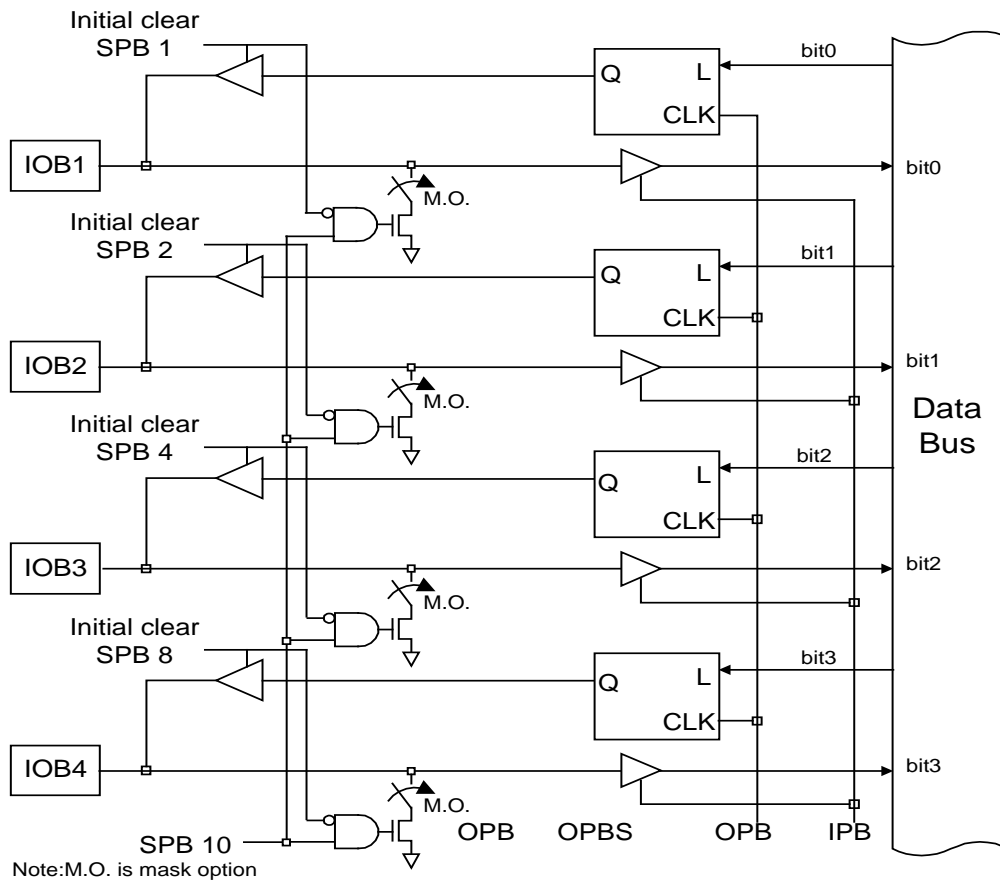 Initial clear
SPB 1
Q
L
CLK
bit0
IOB1
bit0
M.O.
Initial clear
SPB 2
Q
L
CLK
bit1
IOB2
bit1
M.O.
Data
Bus
Initial clear
SPB 4
Q
L
CLK
bit2
IOB3
bit2
M.O.
Initial clear
SPB 8
Q
L
CLK
bit3
IOB4
bit3
M.O.
SPB 10
OPB OPBS OPB IPB
Note:M.O. is mask option